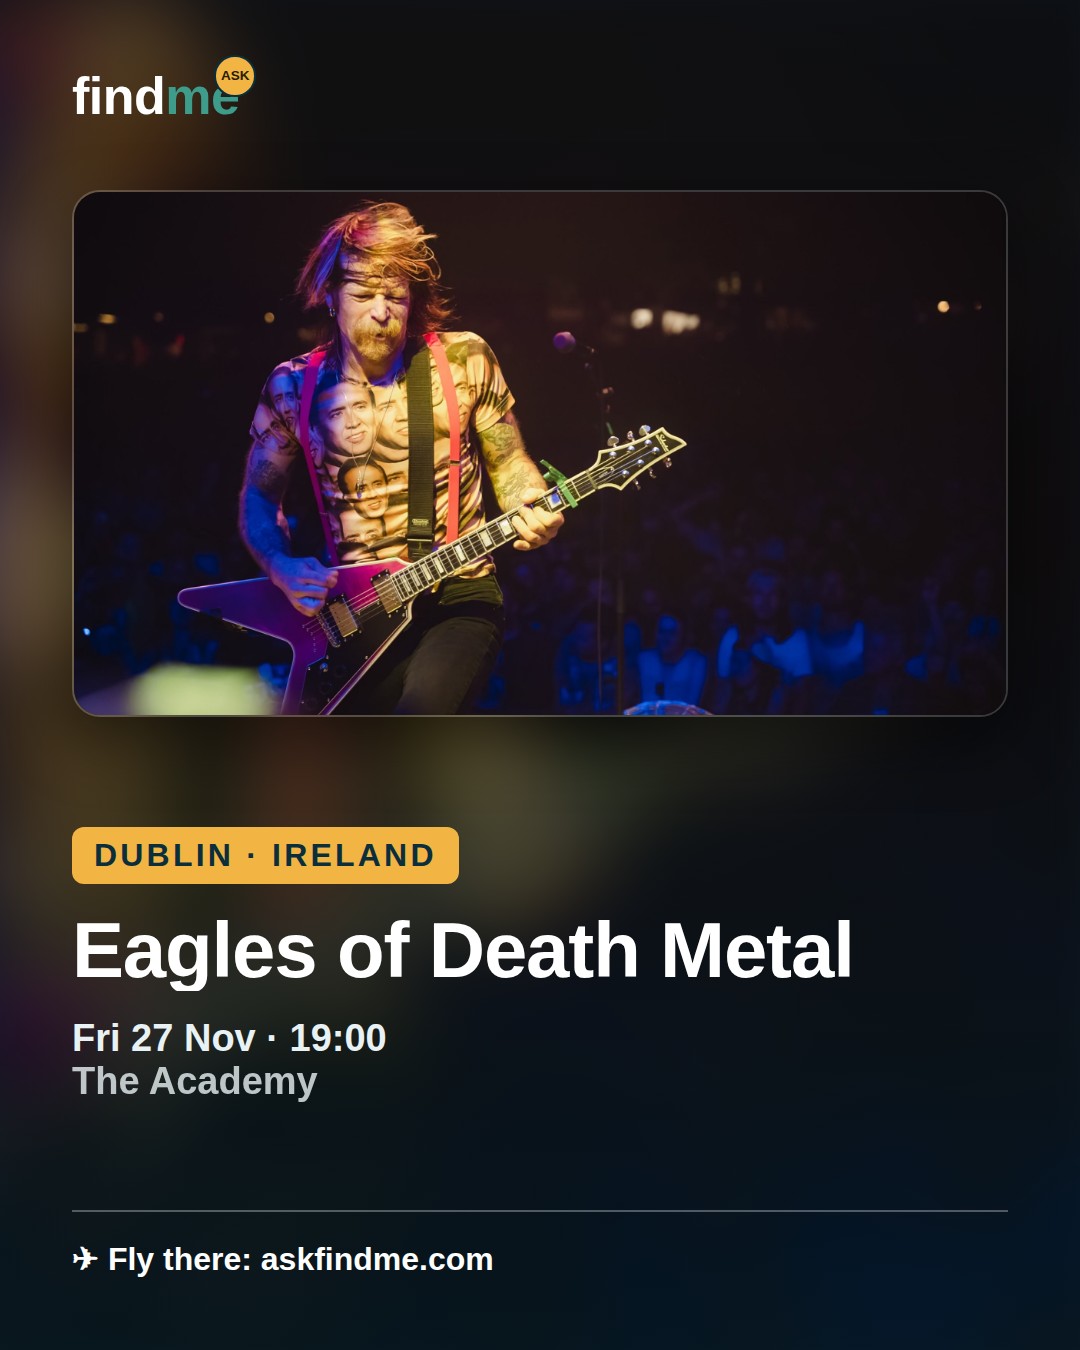 findme
ASK
DUBLIN · IRELAND
Eagles of Death Metal
Fri 27 Nov · 19:00
The Academy
✈ Fly there: askfindme.com